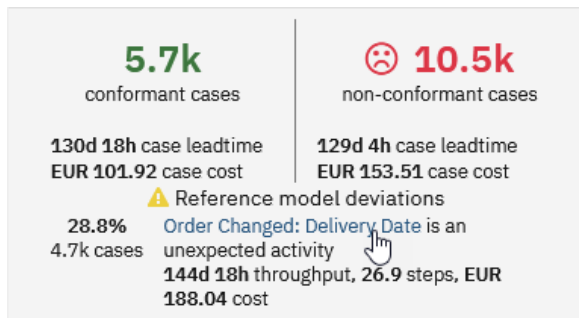 5.7k
conformant cases
10.5k
non-conformant cases
130d 18h case leadtime
EUR 101.92 case cost
129d 4h case leadtime
EUR 153.51 case cost
Reference model deviations
28.8%
4.7k cases
Order Changed: Delivery Date is an
unexpected activity
144d 18h throughput, 26.9 steps, EUR
188.04 cost